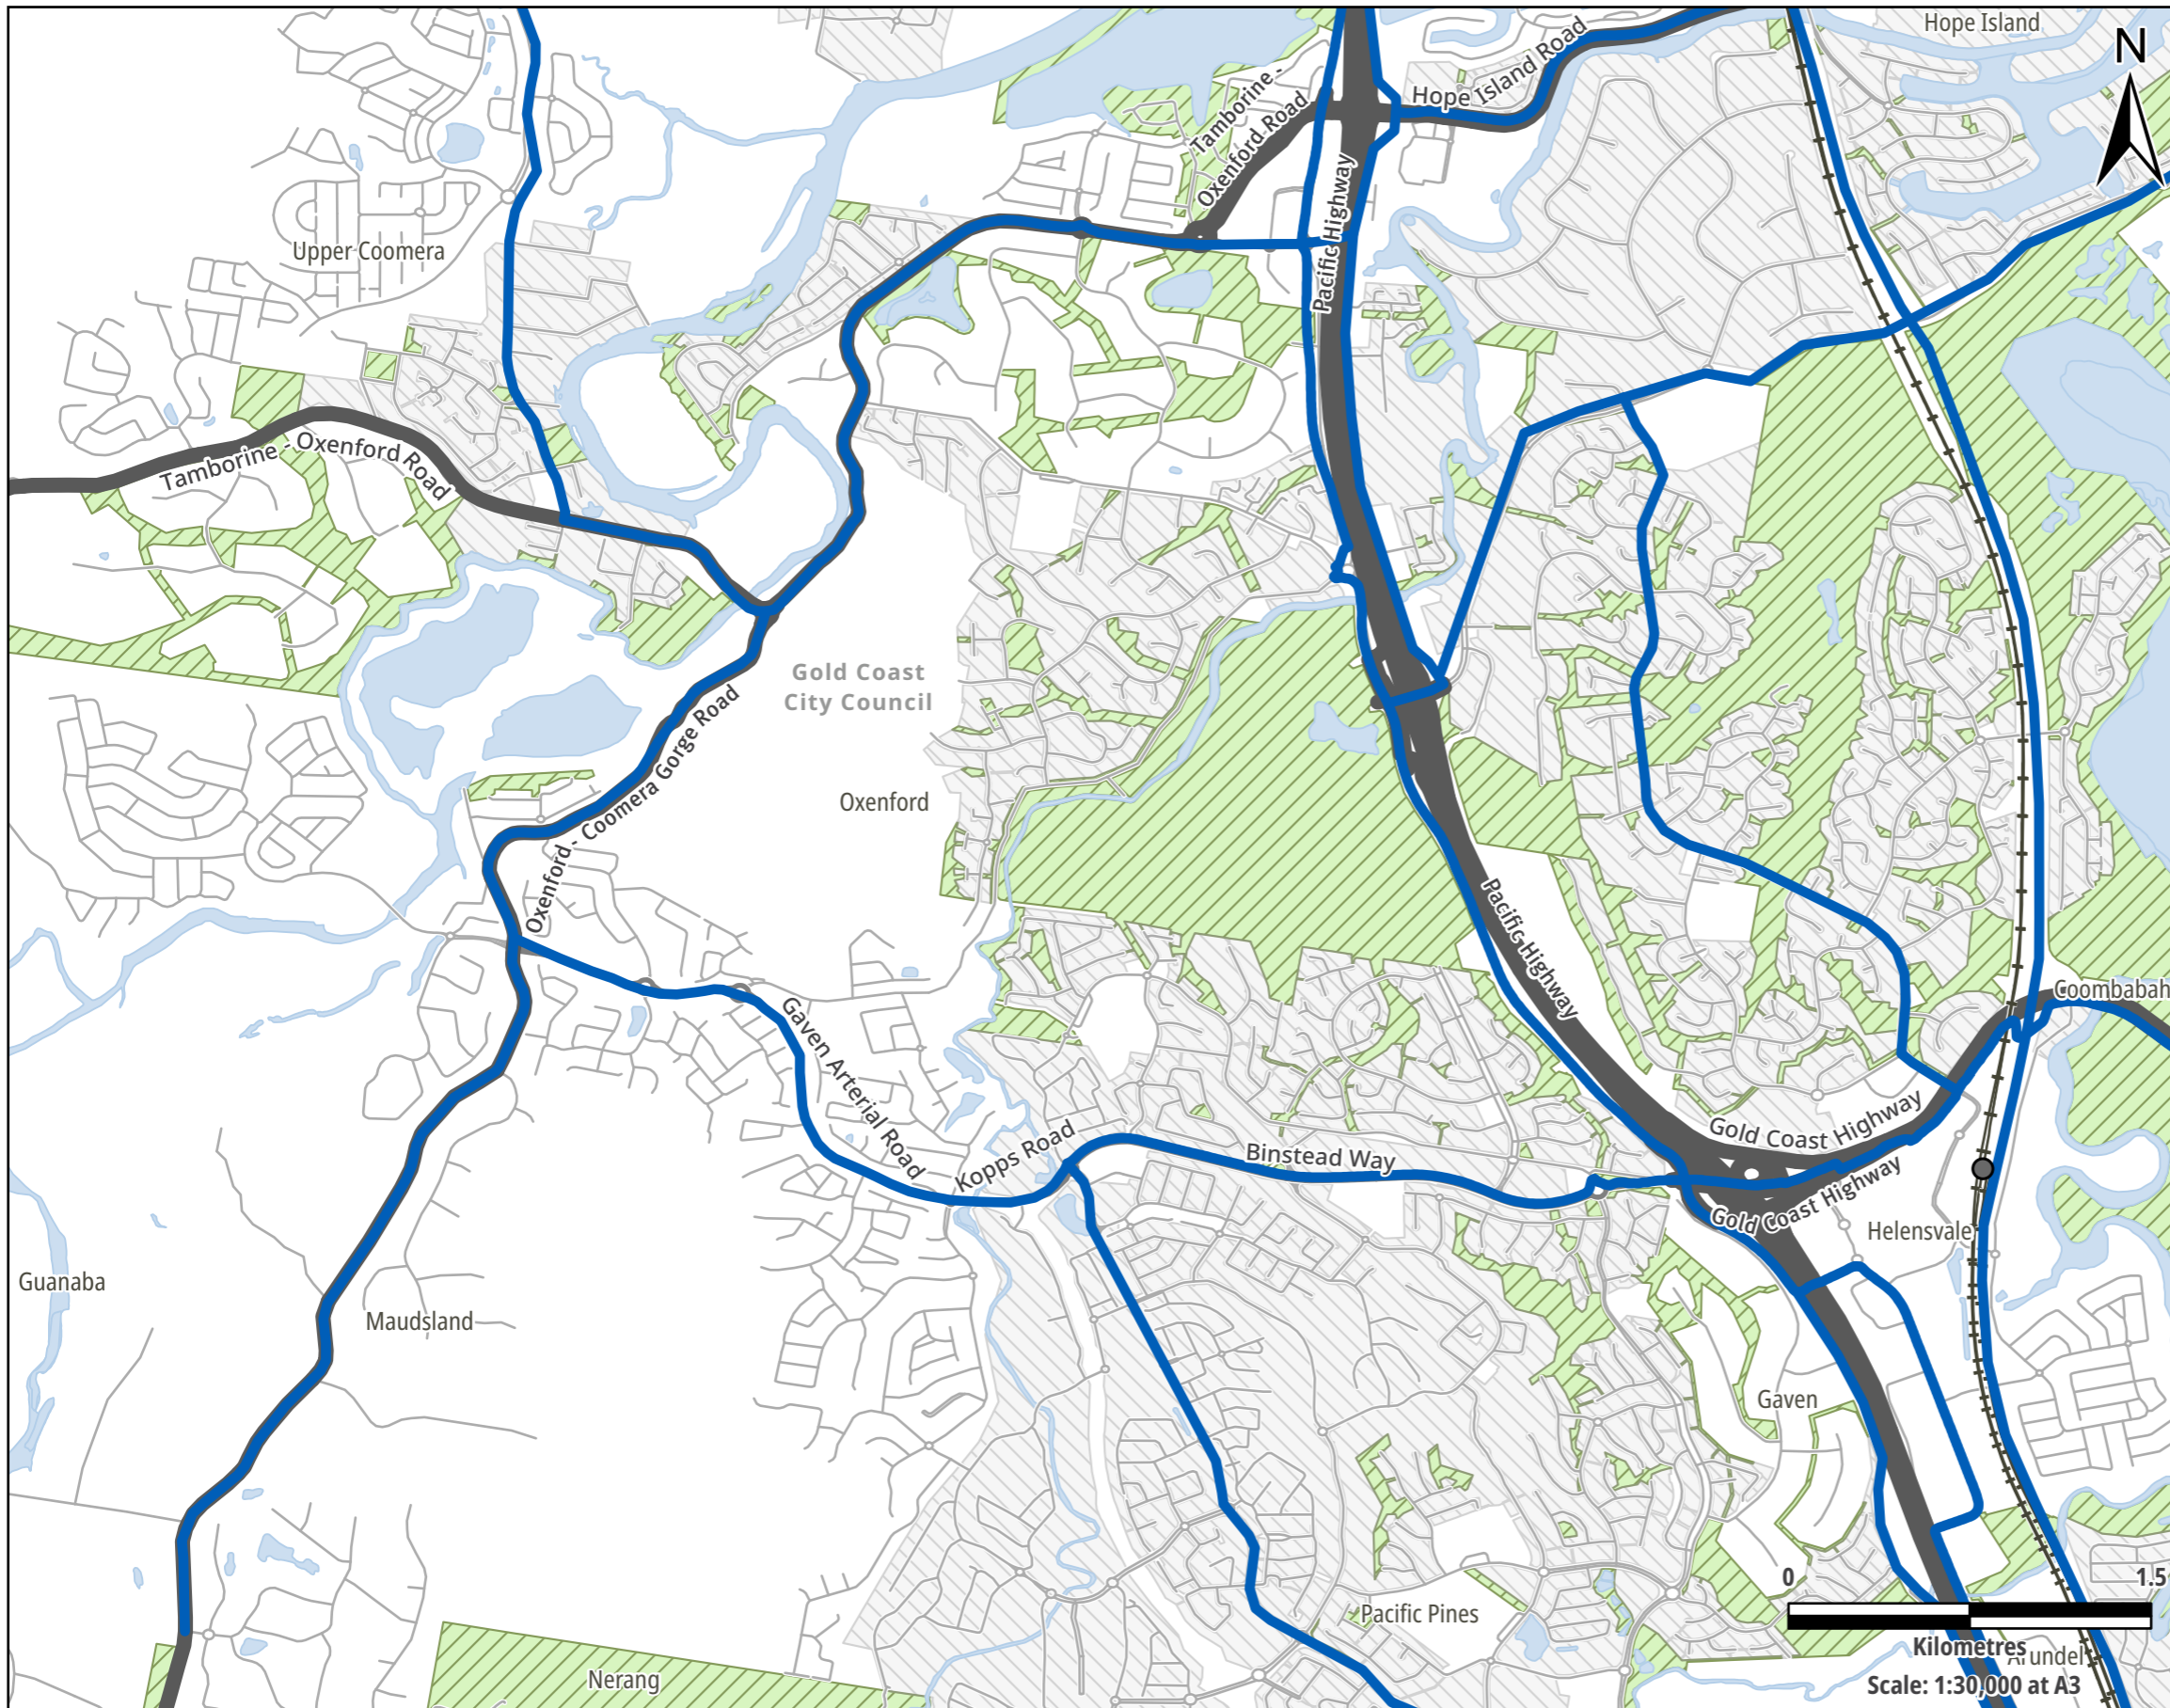 Hope Island
N
Hope Island Road
Tamborine -
Oxenford Road
Pacific Highway
Upper Coomera
Tamborine - Oxenford Road
Gold Coast
City Council
Oxenford - Coomera Gorge Road
Oxenford
Pacific Highway
Coombabah
Gaven Arterial Road
Kopps Road
Binstead Way
Gold Coast Highway
Gold Coast Highway
Helensvale
Guanaba
Maudsland
Gaven
0
1.5
Pacific Pines
Kilometres
Arundel
Nerang
Scale: 1:30,000 at A3